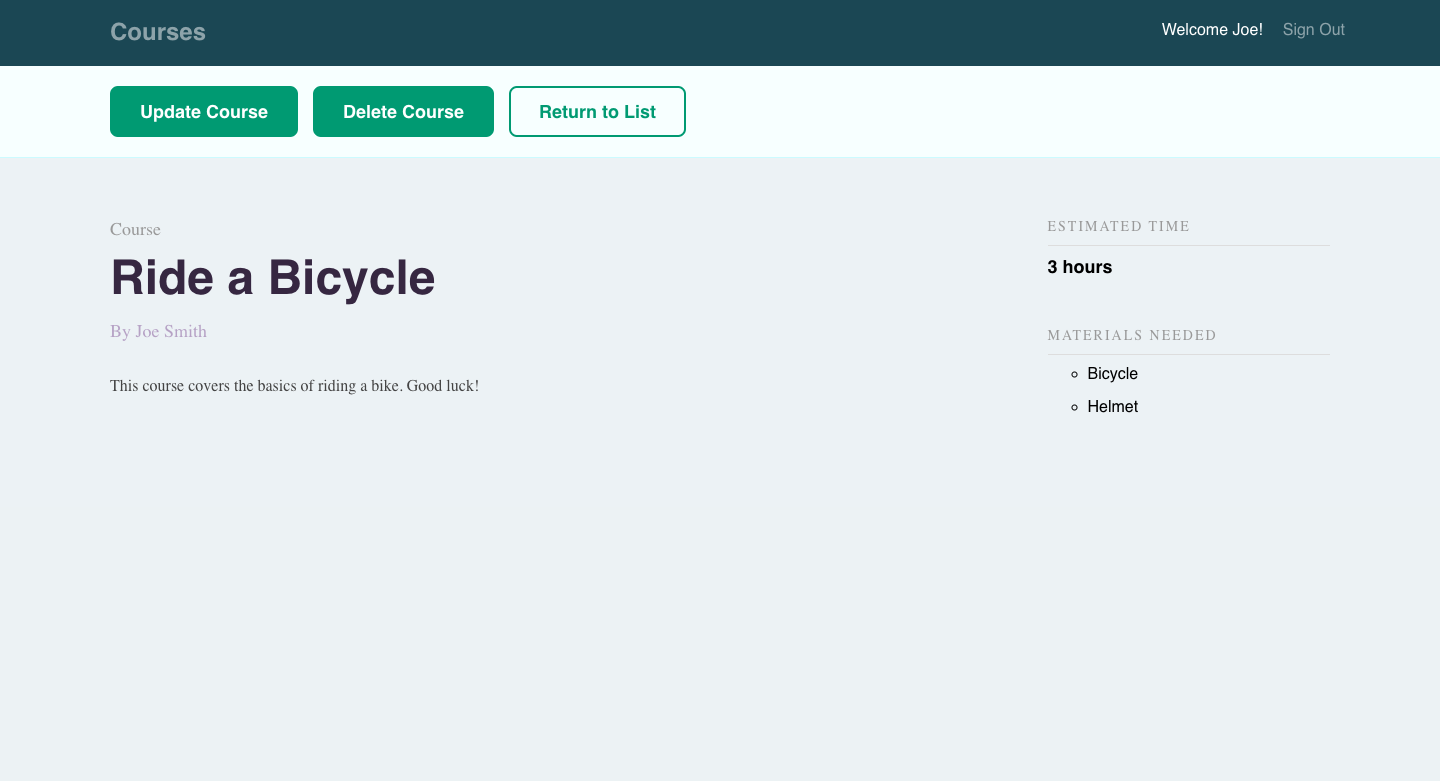 Courses
Welcome Joe! Sign Out
Update Course Delete Course Return to List
Course
Ride a Bicycle
By Joe Smith
This course covers the basics of riding a bike. Good luck!
ESTIMATED TIME
3 hours
MATERIALS NEEDED
Bicycle
Helmet